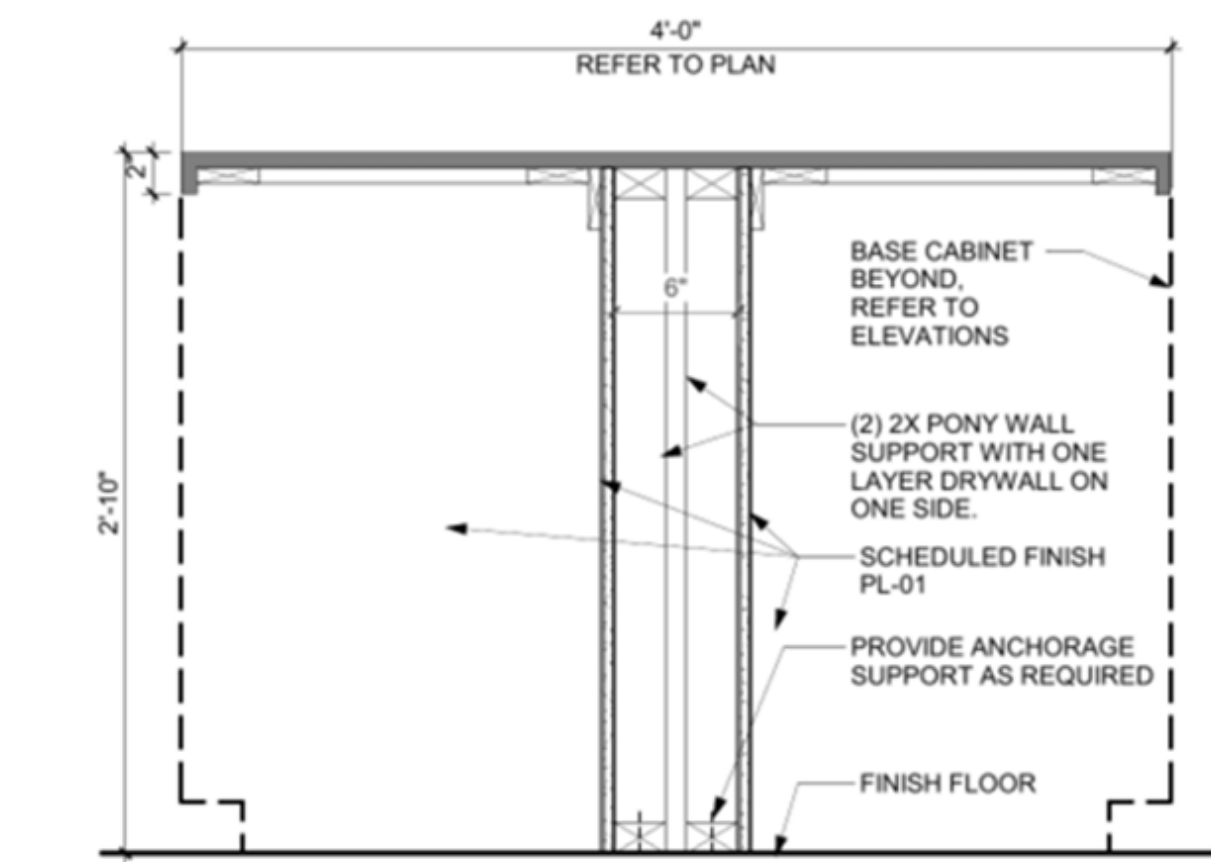 4'-0"
REFER TO PLAN
2"
BASE CABINET
BEYOND,
REFER TO
ELEVATIONS
6"
(2) 2X PONY WALL
SUPPORT WITH ONE
LAYER DRYWALL ON
ONE SIDE.
2'-10"
SCHEDULED FINISH
PL-01
PROVIDE ANCHORAGE
SUPPORT AS REQUIRED
FINISH FLOOR